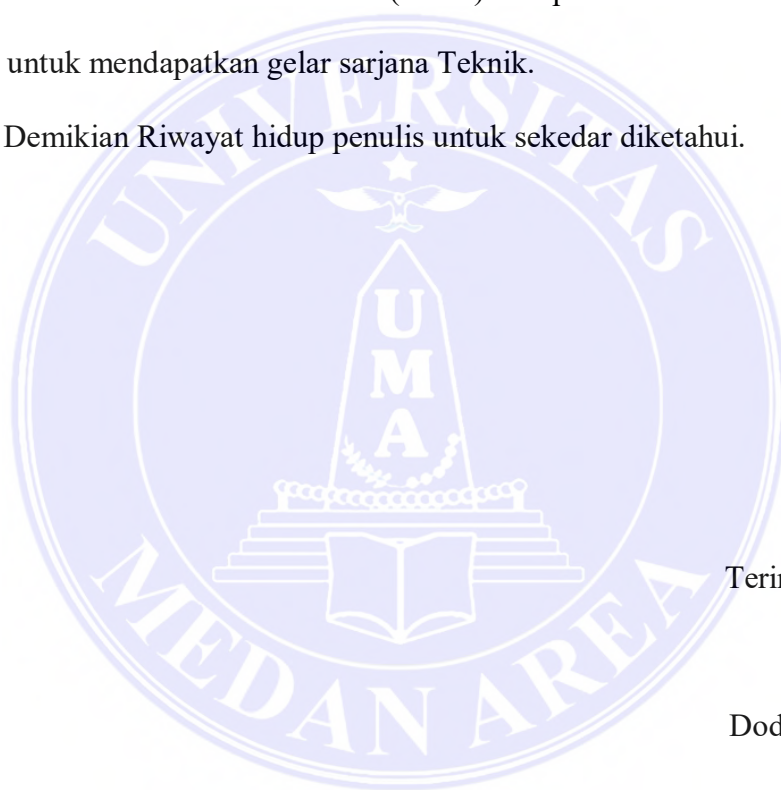 untuk mendapatkan gelar sarjana Teknik.
Demikian Riwayat hidup penulis untuk sekedar diketahui.
UNIVERSITAS
UMA
MEDAN AREA